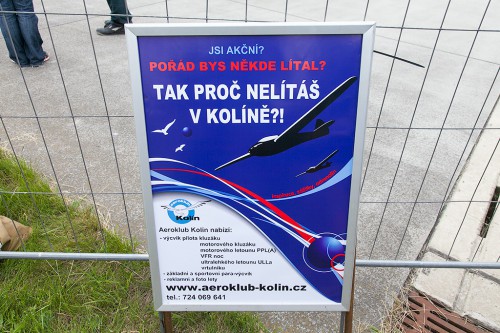 JSI AKČNÍ?
POŘÁD BYS NĚKDE LÍTAL?
TAK PROČ NELÍTÁŠ
V KOLÍNĚ?!
Kolín
Aeroklub Kolín nabízí:
- výcvik pilota kluzáku
motorového kluzáku
motorového letounu PPL(A)
VFR noc
ultralehkého letounu ULLa
vrtulníku
- základní a sportovní para-výcvik
- reklamní a foto lety
www.aeroklub-kolin.cz
tel.: 724 069 641